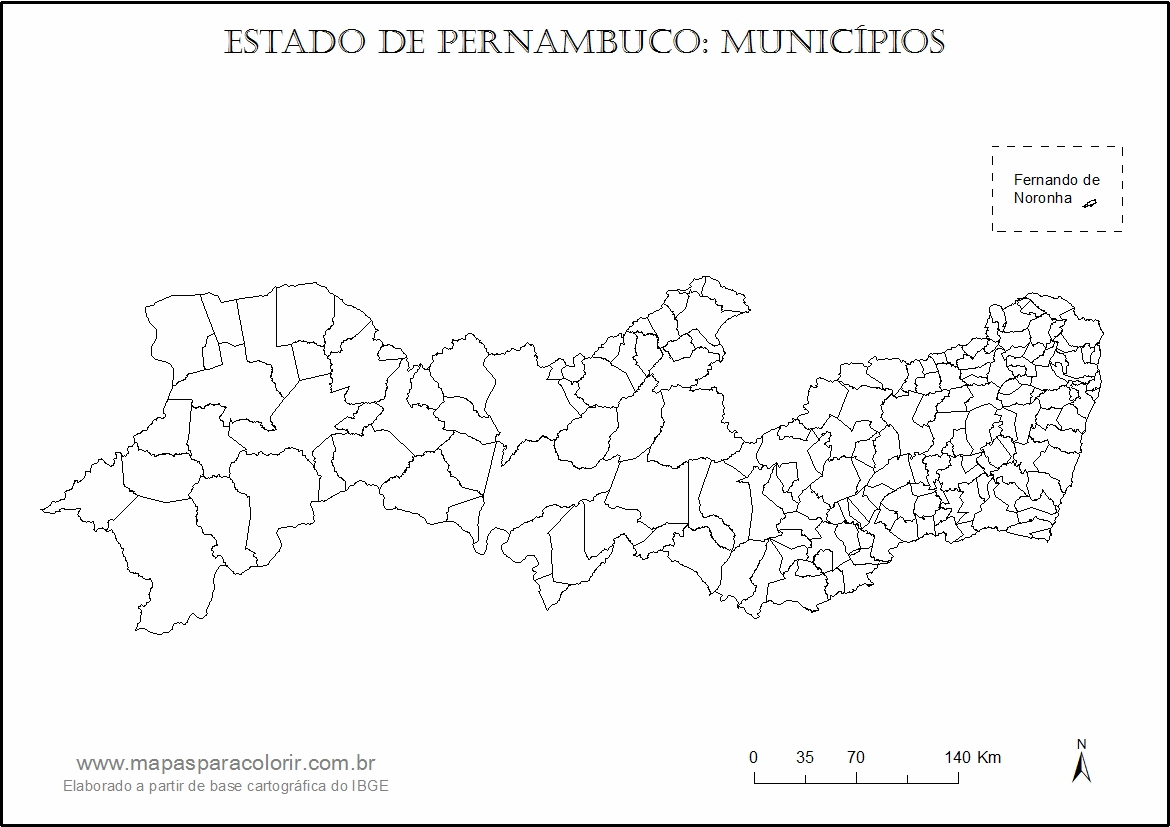 ESTADO DE PERNAMBUCO: MUNICÍPIOS
Fernando de
Noronha
www.mapasparacolorir.com.br
Elaborado a partir de base cartográfica do IBGE
0 35 70 140 Km
N